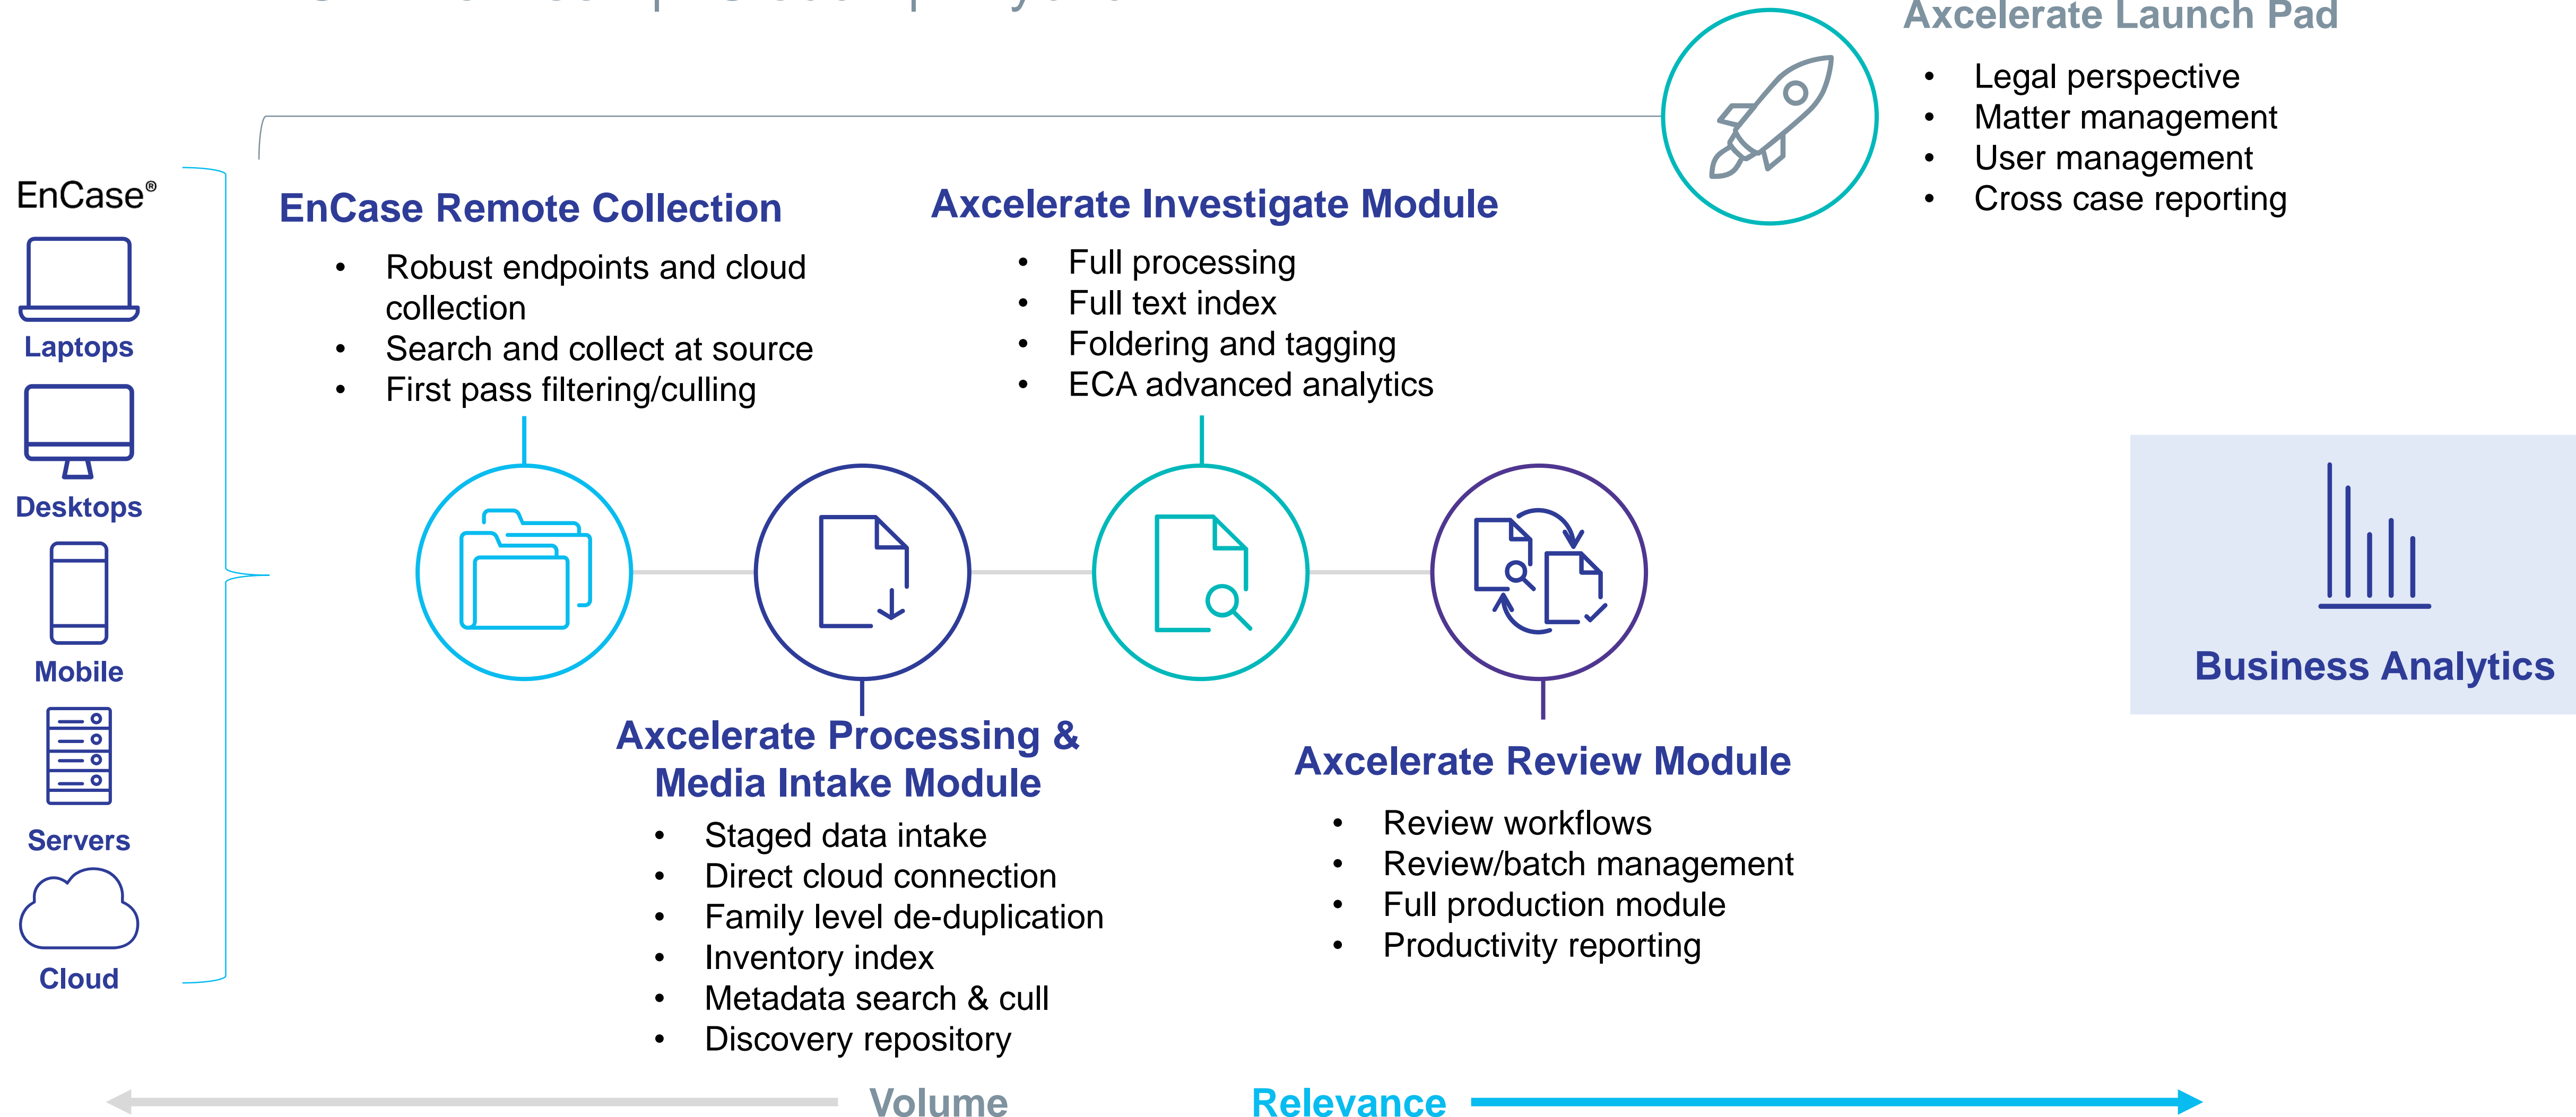 Axcelerate Launch Pad
• Legal perspective
• Matter management
• User management
• Cross case reporting
EnCase®
Laptops
Desktops
Mobile
Servers
Cloud
EnCase Remote Collection
• Robust endpoints and cloud
collection
• Search and collect at source
• First pass filtering/culling
Axcelerate Investigate Module
• Full processing
• Full text index
• Foldering and tagging
• ECA advanced analytics
Axcelerate Processing &
Media Intake Module
• Staged data intake
• Direct cloud connection
• Family level de-duplication
• Inventory index
• Metadata search & cull
• Discovery repository
Axcelerate Review Module
• Review workflows
• Review/batch management
• Full production module
• Productivity reporting
Business Analytics
Volume
Relevance